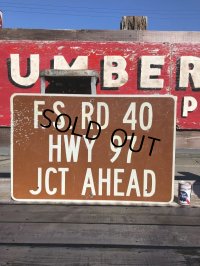 UMBER
P
FS RD 40
SOLD OUT
HWY 97
JCT AHEAD